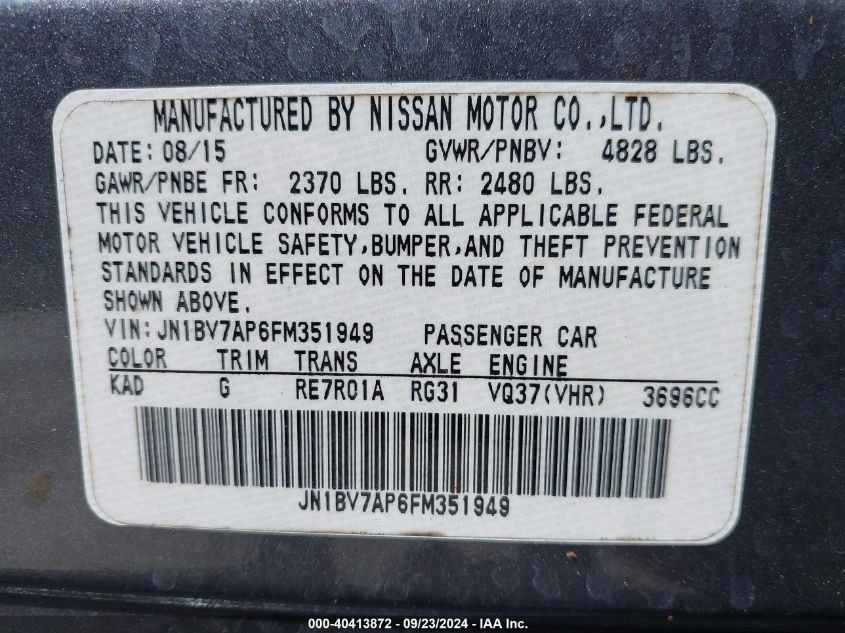 MANUFACTURED BY NISSAN MOTOR CO.,LTD.
DATE: 08/15 GVWR/PNBV: 4828 LBS.
GAWR/PNBE FR: 2370 LBS. RR: 2480 LBS.
THIS VEHICLE CONFORMS TO ALL APPLICABLE FEDERAL
MOTOR VEHICLE SAFETY,BUMPER,AND THEFT PREVENTION
STANDARDS IN EFFECT ON THE DATE OF MANUFACTURE
SHOWN ABOVE.
VIN:JN1BV7AP6FM351949 PASSENGER CAR
COLOR TRIM TRANS AXLE ENGINE
KAD G RE7R01A RG31 VQ37(VHR) 3696CC
JN1BV7AP6FM351949
000-40413872 - 09/23/2024 - IAA Inc.